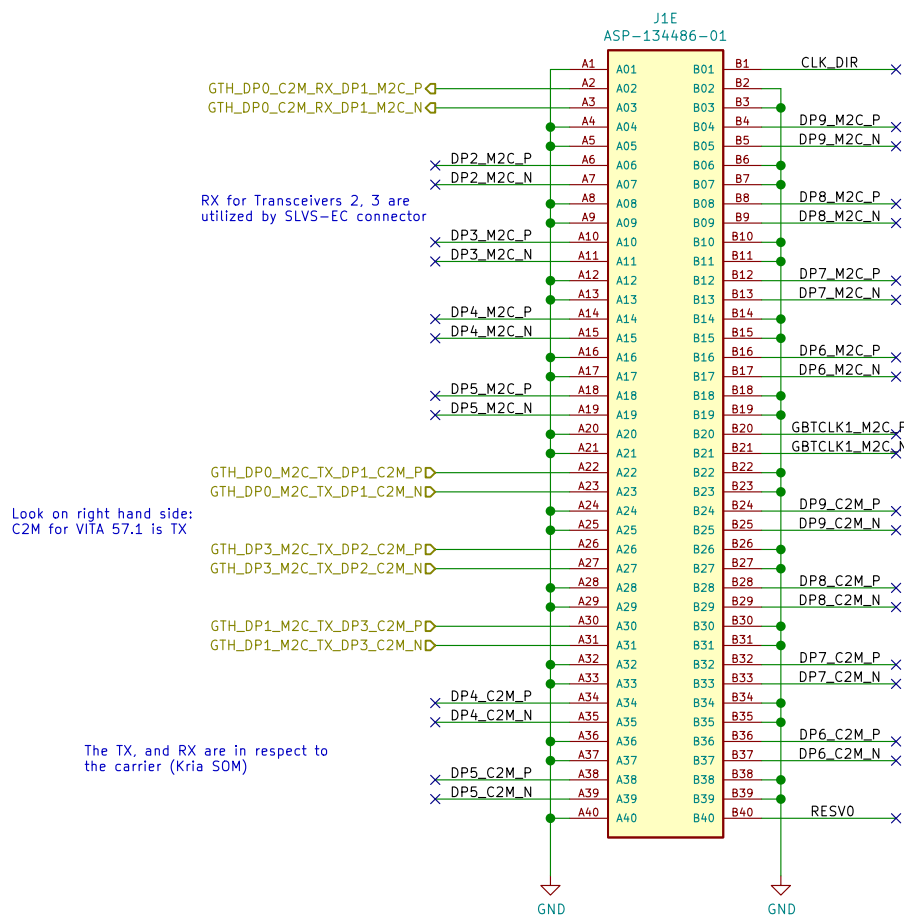 J1E
ASP-134486-01
A1 A01 B01 B1 CLK_DIR
GTH_DP0_C2M_RX_DP1_M2C_P A2 A02 B02 B2
GTH_DP0_C2M_RX_DP1_M2C_N A3 A03 B03 B3
A4 A04 B04 B4 DP9_M2C_P
A5 A05 B05 B5 DP9_M2C_N
DP2_M2C_P A6 A06 B06 B6
DP2_M2C_N A7 A07 B07 B7
RX for Transceivers 2, 3 are
utilized by SLVS-EC connector
A8 A08 B08 B8 DP8_M2C_P
A9 A09 B09 B9 DP8_M2C_N
DP3_M2C_P A10 A10 B10 B10
DP3_M2C_N A11 A11 B11 B11
A12 A12 B12 B12 DP7_M2C_P
A13 A13 B13 B13 DP7_M2C_N
DP4_M2C_P A14 A14 B14 B14
DP4_M2C_N A15 A15 B15 B15
A16 A16 B16 B16 DP6_M2C_P
A17 A17 B17 B17 DP6_M2C_N
DP5_M2C_P A18 A18 B18 B18
DP5_M2C_N A19 A19 B19 B19
A20 A20 B20 B20 GBTCLK1_M2C_P
A21 A21 B21 B21 GBTCLK1_M2C_N
GTH_DP0_M2C_TX_DP1_C2M_P A22 A22 B22 B22
GTH_DP0_M2C_TX_DP1_C2M_N A23 A23 B23 B23
Look on right hand side:
C2M for VITA 57.1 is TX
A24 A24 B24 B24 DP9_C2M_P
A25 A25 B25 B25 DP9_C2M_N
GTH_DP3_M2C_TX_DP2_C2M_P A26 A26 B26 B26
GTH_DP3_M2C_TX_DP2_C2M_N A27 A27 B27 B27
A28 A28 B28 B28 DP8_C2M_P
A29 A29 B29 B29 DP8_C2M_N
GTH_DP1_M2C_TX_DP3_C2M_P A30 A30 B30 B30
GTH_DP1_M2C_TX_DP3_C2M_N A31 A31 B31 B31
A32 A32 B32 B32 DP7_C2M_P
A33 A33 B33 B33 DP7_C2M_N
DP4_C2M_P A34 A34 B34 B34
DP4_C2M_N A35 A35 B35 B35
The TX, and RX are in respect to
the carrier (Kria SOM)
A36 A36 B36 B36 DP6_C2M_P
A37 A37 B37 B37 DP6_C2M_N
DP5_C2M_P A38 A38 B38 B38
DP5_C2M_N A39 A39 B39 B39
A40 A40 B40 B40 RESV0
GND GND